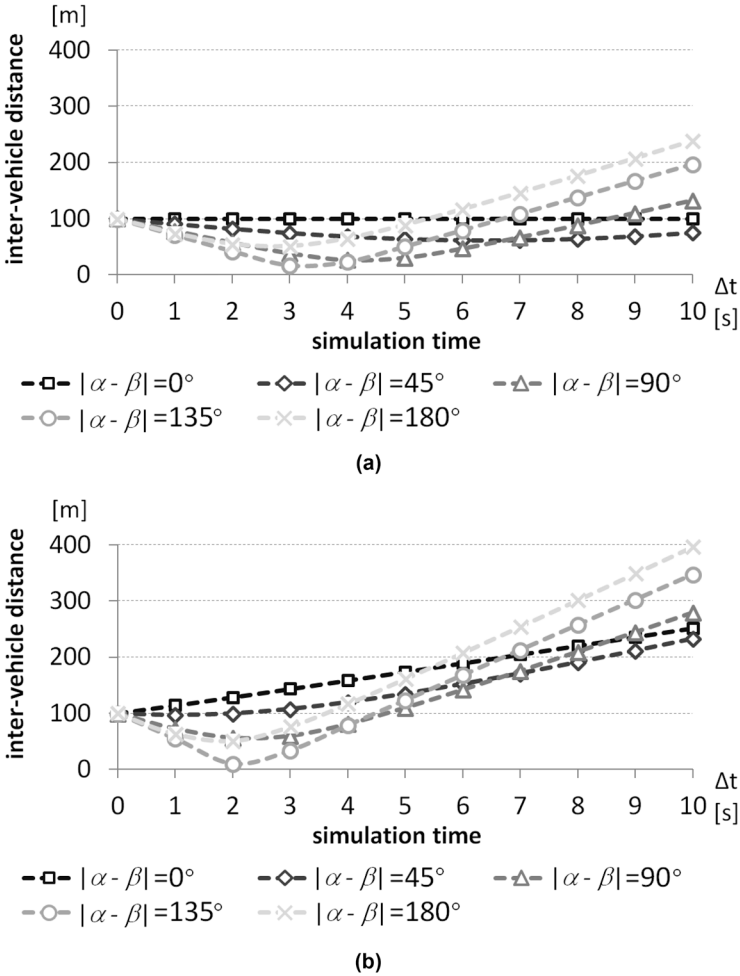 [m]
400
300
200
100
0
inter-vehicle distance
0 1 2 3 4 5 6 7 8 9 10
Δt
[s]
simulation time
|α - β|=0° |α - β|=45° |α - β|=90°
|α - β|=135° |α - β|=180°
(a)
[m]
400
300
200
100
0
inter-vehicle distance
0 1 2 3 4 5 6 7 8 9 10
Δt
[s]
simulation time
|α - β|=0° |α - β|=45° |α - β|=90°
|α - β|=135° |α - β|=180°
(b)